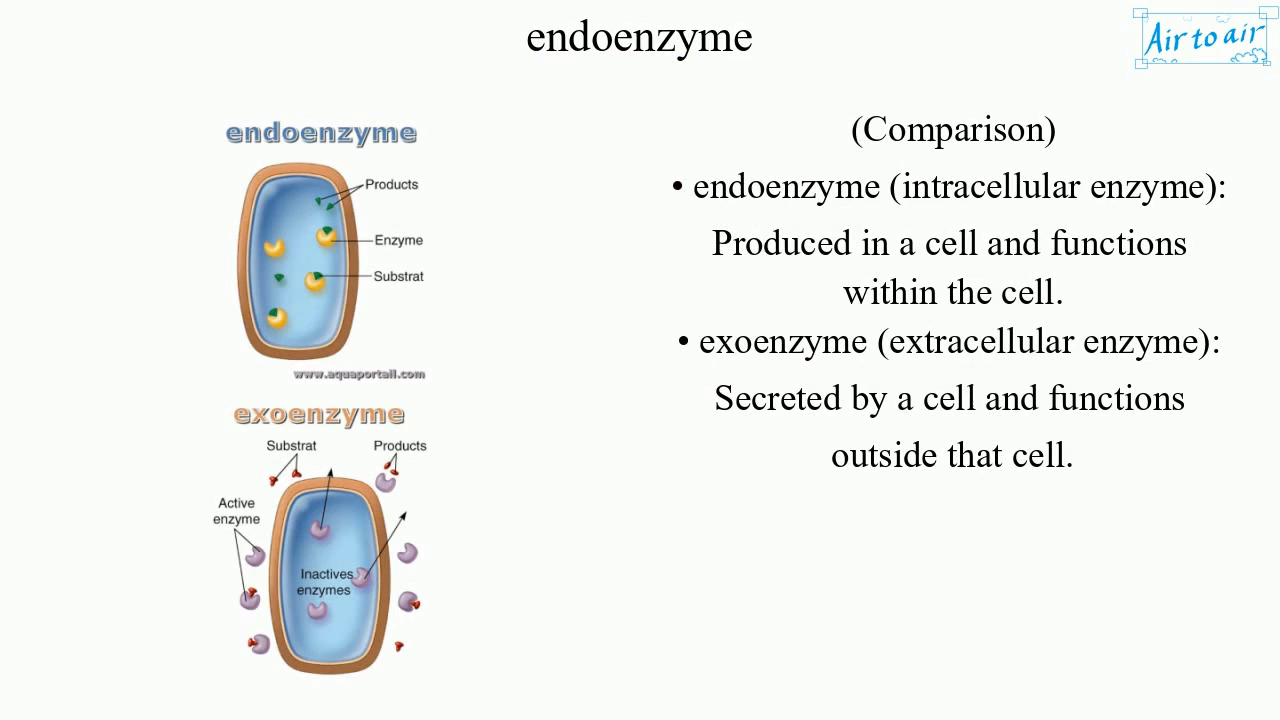 endoenzyme
Air to air
endoenzyme
Products
Enzyme
Substrat
www.aquaportail.com
exoenzyme
Substrat
Products
Active
enzyme
Inactives
enzymes
(Comparison)
• endoenzyme (intracellular enzyme):
Produced in a cell and functions
within the cell.
• exoenzyme (extracellular enzyme):
Secreted by a cell and functions
outside that cell.